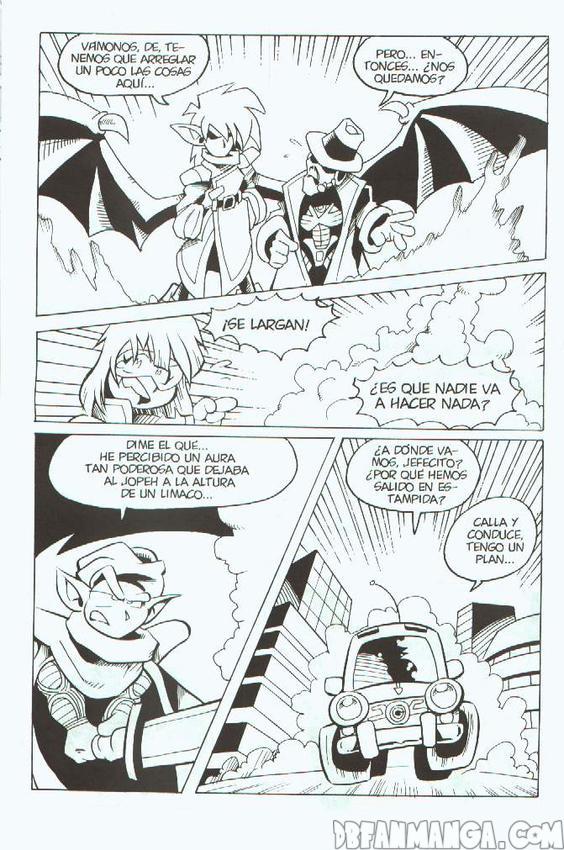 VÁMONOS, DE, TE-
NEMOS QUE ARREGLAR
UN POCO LAS COSAS
AQUÍ...
PERO... EN-
TONCES... ¿NOS
QUEDAMOS?
¡SE LARGAN!
¿ES QUE NADIE VA
A HACER NADA?
DIME EL QUE...
HE PERCIBIDO UN AURA
TAN PODEROSA QUE DEJABA
AL JOPEH A LA ALTURA
DE UN LIMACO...
¿A DÓNDE VA-
MOS, JEFECITO?
¿POR QUÉ HEMOS
SALIDO EN ES-
TAMPIDA?
CALLA Y
CONDUCE,
TENGO UN
PLAN...
DBFANMANGA.COM